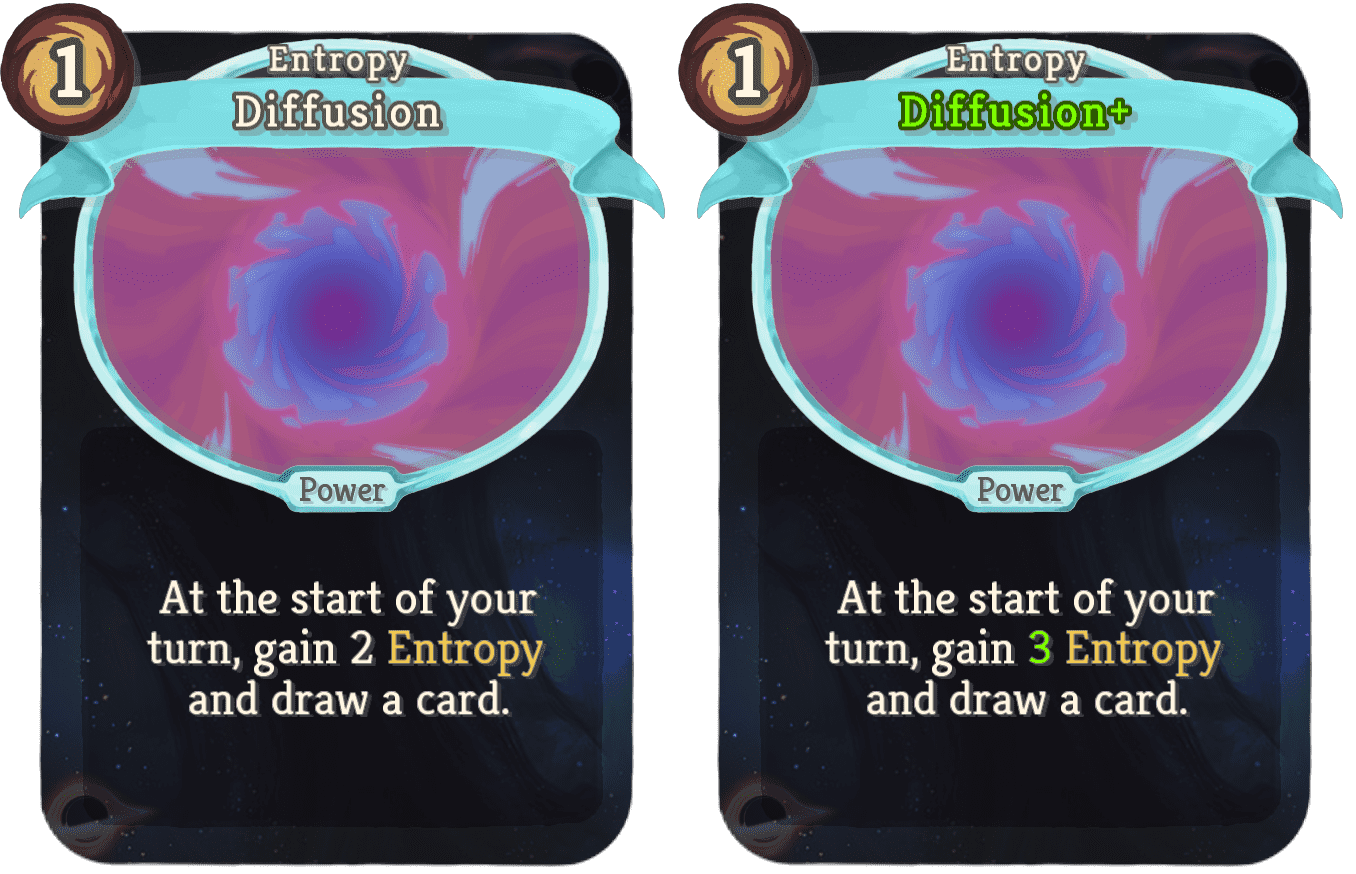 1
Entropy
Diffusion
Power
At the start of your
turn, gain 2 Entropy
and draw a card.
1
Entropy
Diffusion+
Power
At the start of your
turn, gain 3 Entropy
and draw a card.